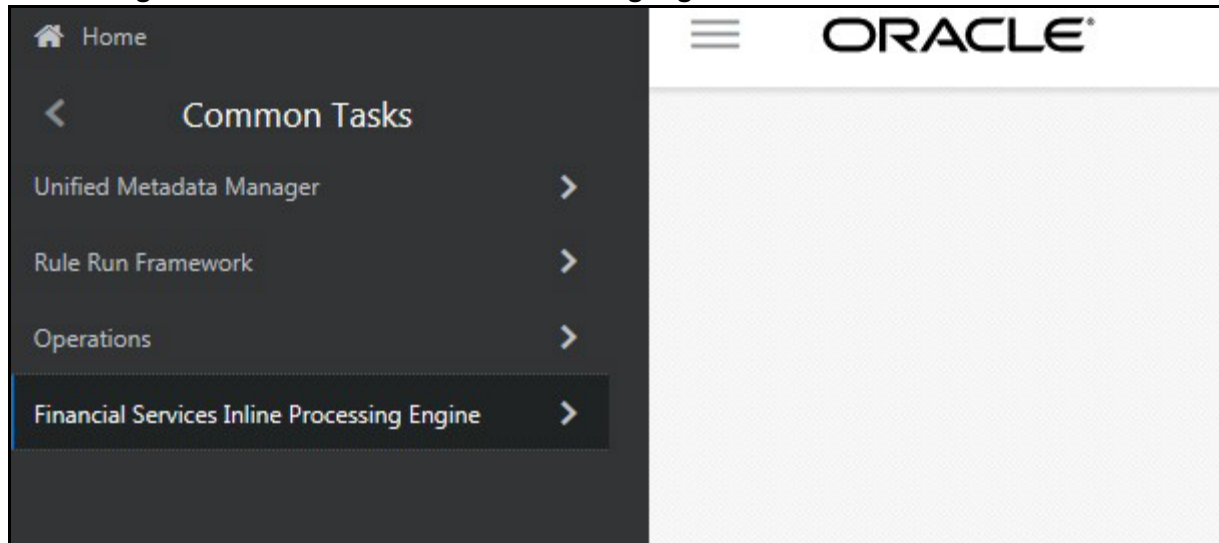 Home
ORACLE
Common Tasks
Unified Metadata Manager
Rule Run Framework
Operations
Financial Services Inline Processing Engine